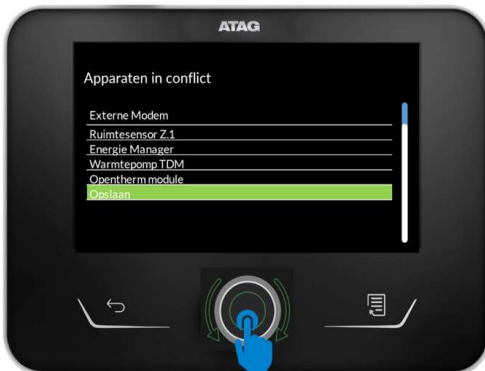 ATAG
Apparaten in conflict
Externe Modem
Ruimtesensor Z.1
Energie Manager
Warmtepomp TDM
Opentherm module
Opslaan